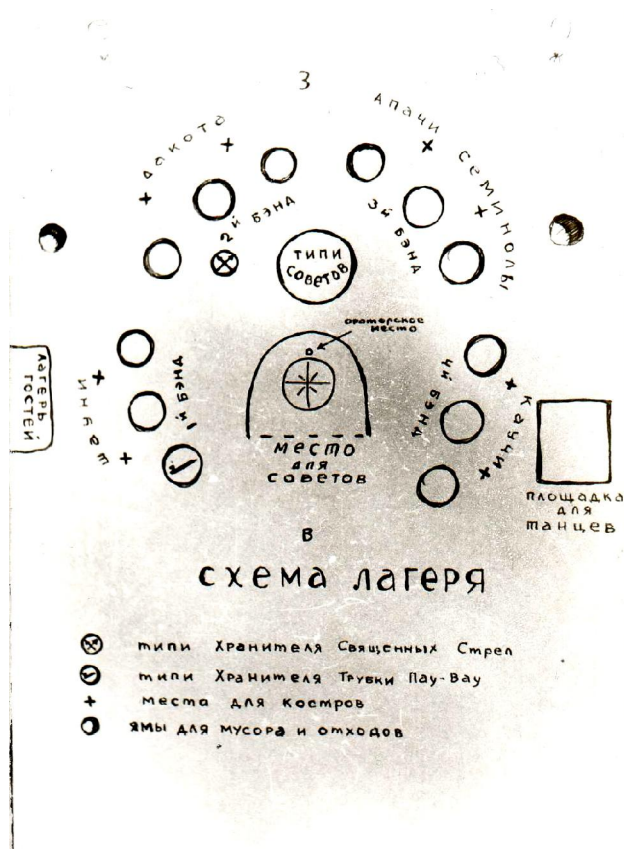 З
дакота
Апачи
Семинолы
2й бэнд
3й бэнд
типи
советов
ораторское
место
лагерь
гостей
1й бэнд
4й бэнд
каучи
место
для
советов
площадка
для
танцев
В
схема лагеря
типи Хранителя Священных Стрел
типи Хранителя Трубки Пау-Вау
места для костров
ямы для мусора и отходов